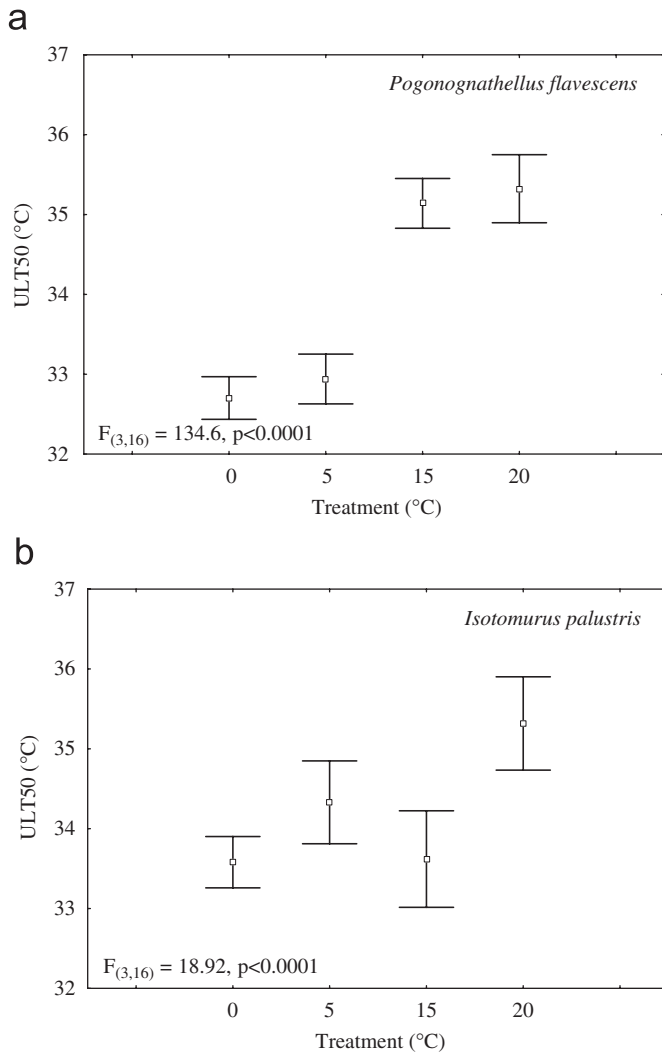 a
37
Pogonognathellus flavescens
36
35
ULT50 (°C)
34
33
F(3,16) = 134.6, p<0.0001
32
0 5 15 20
Treatment (°C)
b
37
Isotomurus palustris
36
35
ULT50 (°C)
34
33
F(3,16) = 18.92, p<0.0001
32
0 5 15 20
Treatment (°C)